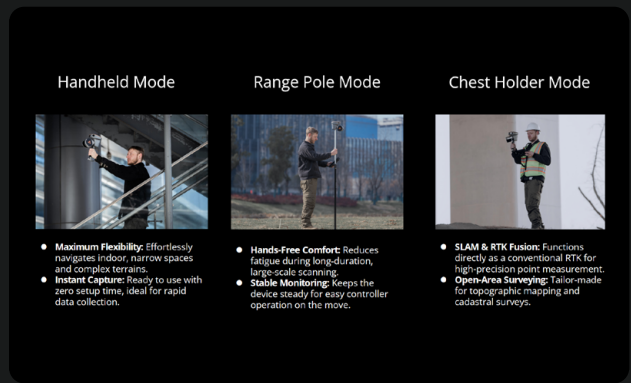 Handheld Mode
Range Pole Mode
Chest Holder Mode
● Maximum Flexibility: Effortlessly
navigates indoor, narrow spaces
and complex terrains.
● Instant Capture: Ready to use with
zero setup time, ideal for rapid
data collection.
● Hands-Free Comfort: Reduces
fatigue during long-duration,
large-scale scanning.
● Stable Monitoring: Keeps the
device steady for easy controller
operation on the move.
● SLAM & RTK Fusion: Functions
directly as a conventional RTK for
high-precision point measurement.
● Open-Area Surveying: Tailor-made
for topographic mapping and
cadastral surveys.